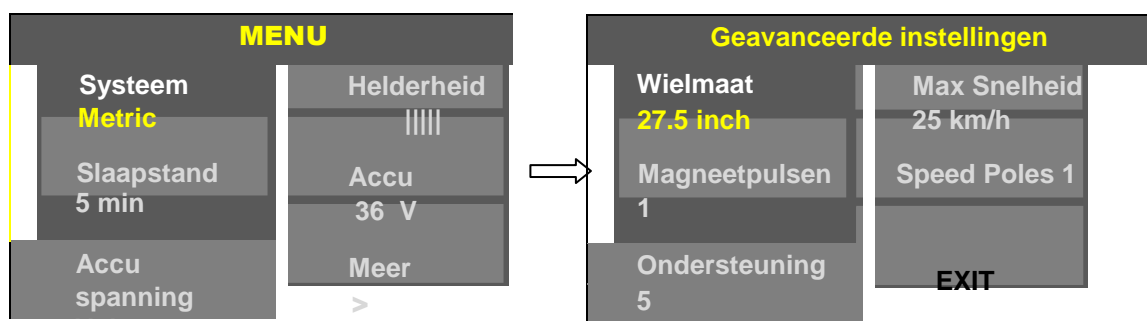 MENU
Systeem
Metric
Slaapstand
5 min
Accu
spanning
Helderheid
|||||
Accu
36 V
Meer
>
Geavanceerde instellingen
Wielmaat
27.5 inch
Magneetpulsen
1
Ondersteuning
5
Max Snelheid
25 km/h
Speed Poles 1
EXIT